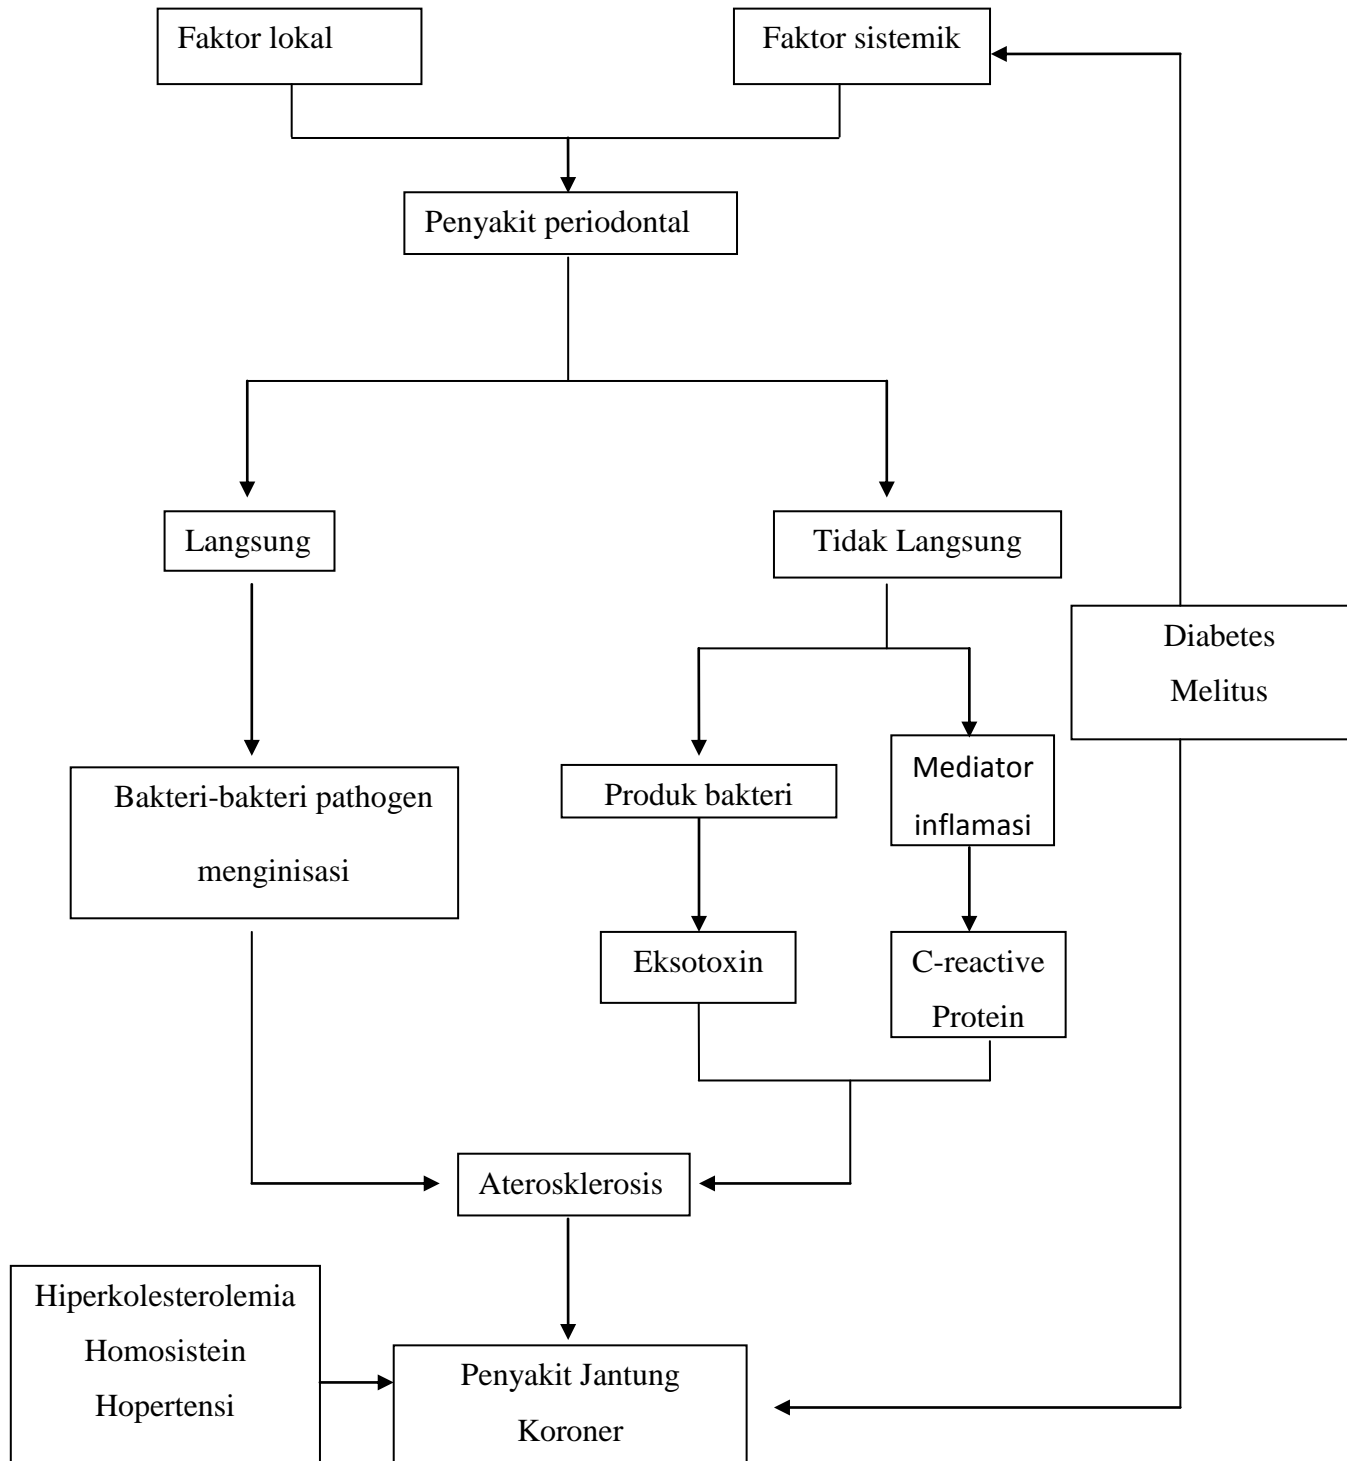 Faktor lokal
Faktor sistemik
Penyakit periodontal
Langsung
Tidak Langsung
Diabetes
Melitus
Bakteri-bakteri pathogen
menginisasi
Produk bakteri
Mediator
inflamasi
Eksotoxin
C-reactive
Protein
Aterosklerosis
Hiperkolesterolemia
Homosistein
Hopertensi
Penyakit Jantung
Koroner